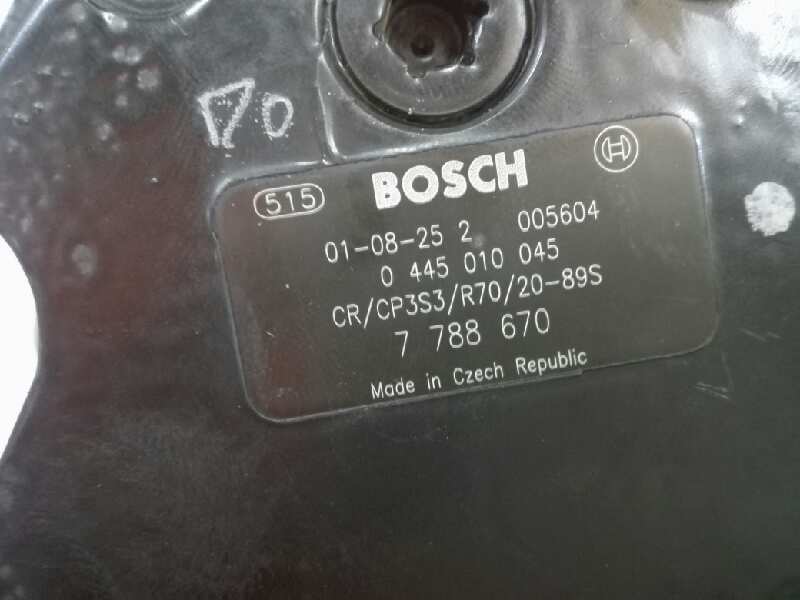 70
515 BOSCH
01-08-25 2 005604
0 445 010 045
CR/CP3S3/R70/20-89S
7 788 670
Made in Czech Republic